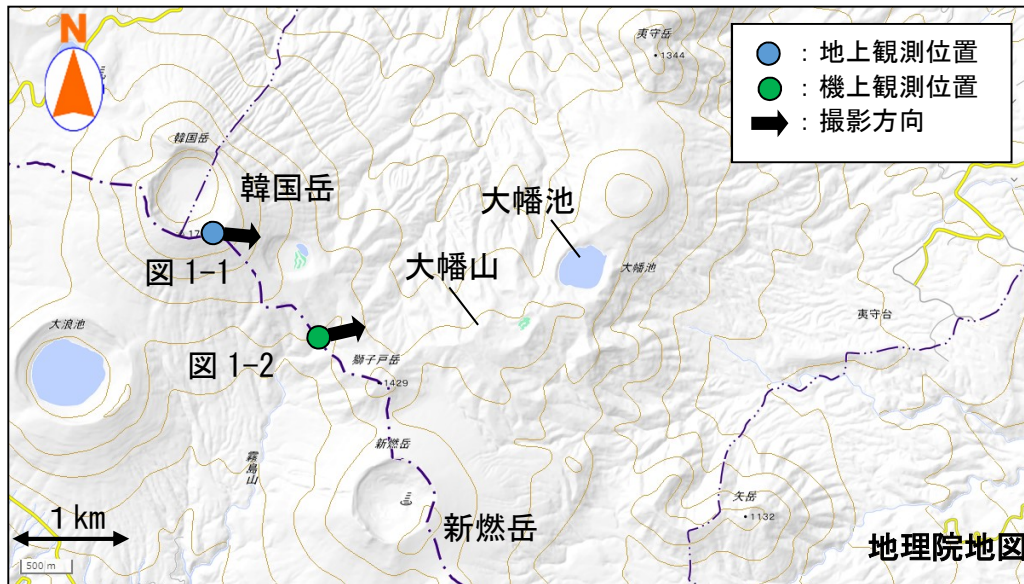 N
：地上観測位置
：機上観測位置
：撮影方向
夷守岳
・1344
韓国岳
韓国岳
図 1-1
大幡池
大幡山
大幡池
夷守台
大浪池
図 1-2
獅子戸岳
・1429
新燃岳
霧島山
新燃岳
矢岳
・1132
1 km
500 m
地理院地図